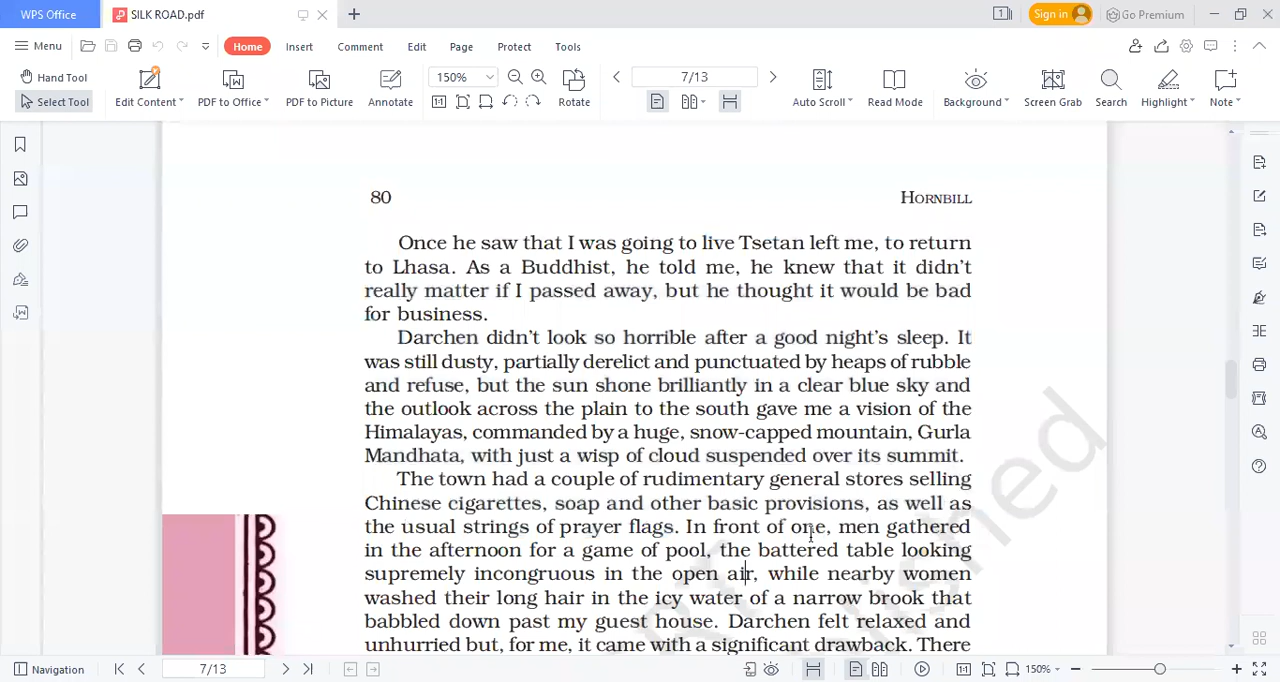 WPS Office SILK ROAD.pdf 1 Sign in Go Premium
Menu Home Insert Comment Edit Page Protect Tools
Hand Tool 150% 7/13
Select Tool Edit Content PDF to Office PDF to Picture Annotate Rotate Auto Scroll Read Mode Background Screen Grab Search Highlight Note
80 HORNBILL
Once he saw that I was going to live Tsetan left me, to return
to Lhasa. As a Buddhist, he told me, he knew that it didn't
really matter if I passed away, but he thought it would be bad
for business.
Darchen didn't look so horrible after a good night's sleep. It
was still dusty, partially derelict and punctuated by heaps of rubble
and refuse, but the sun shone brilliantly in a clear blue sky and
the outlook across the plain to the south gave me a vision of the
Himalayas, commanded by a huge, snow-capped mountain, Gurla
Mandhata, with just a wisp of cloud suspended over its summit.
The town had a couple of rudimentary general stores selling
Chinese cigarettes, soap and other basic provisions, as well as
the usual strings of prayer flags. In front of one, men gathered
in the afternoon for a game of pool, the battered table looking
supremely incongruous in the open air, while nearby women
washed their long hair in the icy water of a narrow brook that
babbled down past my guest house. Darchen felt relaxed and
unhurried but, for me, it came with a significant drawback. There
Navigation 7/13 150%